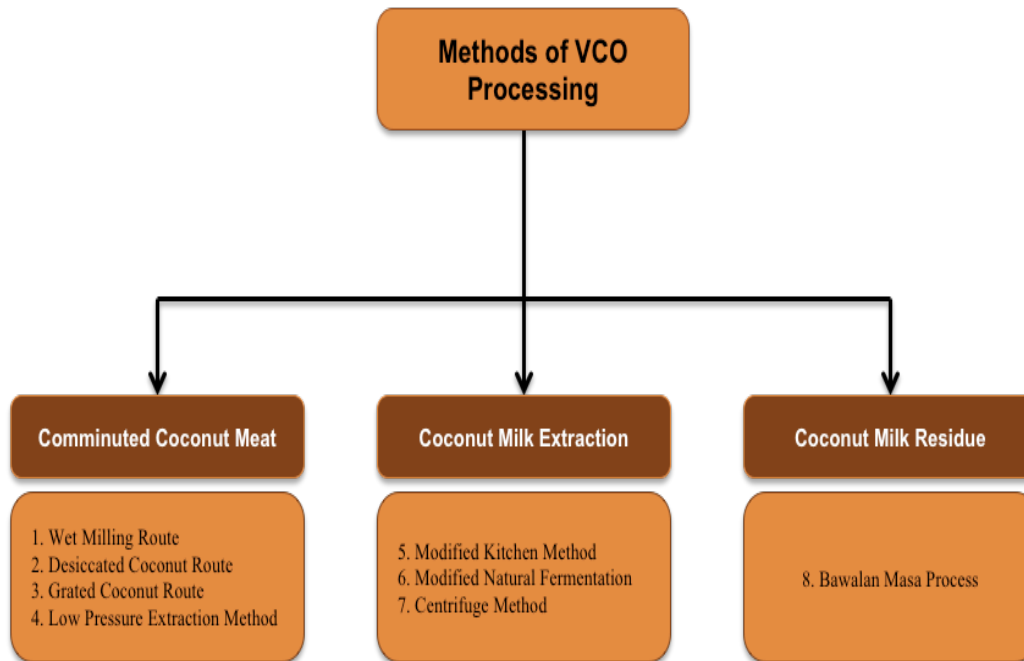 Methods of VCO
Processing
Comminuted Coconut Meat
Coconut Milk Extraction
Coconut Milk Residue
1. Wet Milling Route
2. Desiccated Coconut Route
3. Grated Coconut Route
4. Low Pressure Extraction Method
5. Modified Kitchen Method
6. Modified Natural Fermentation
7. Centrifuge Method
8. Bawalan Masa Process